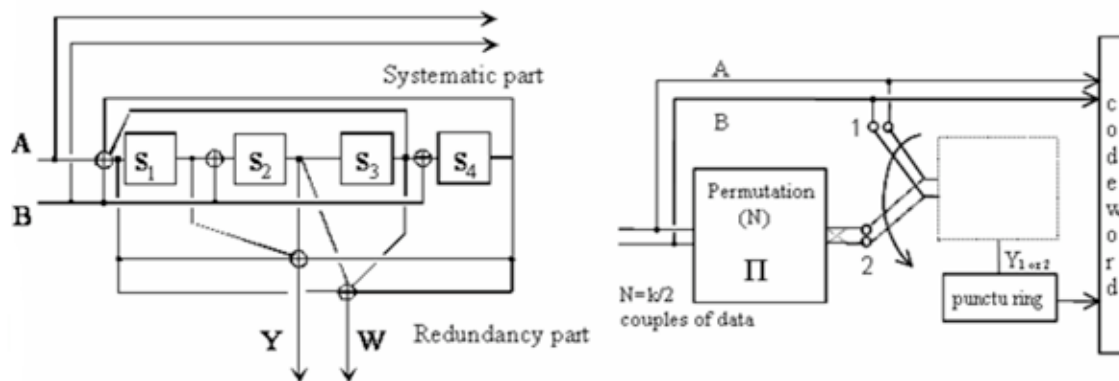 Systematic part
A
S1
S2
S3
S4
B
Y
W
Redundancy part
A
B
1
Permutation
(N)
Π
2
N=k/2
couples of data
Y1 or 2
punctu ring
codeword